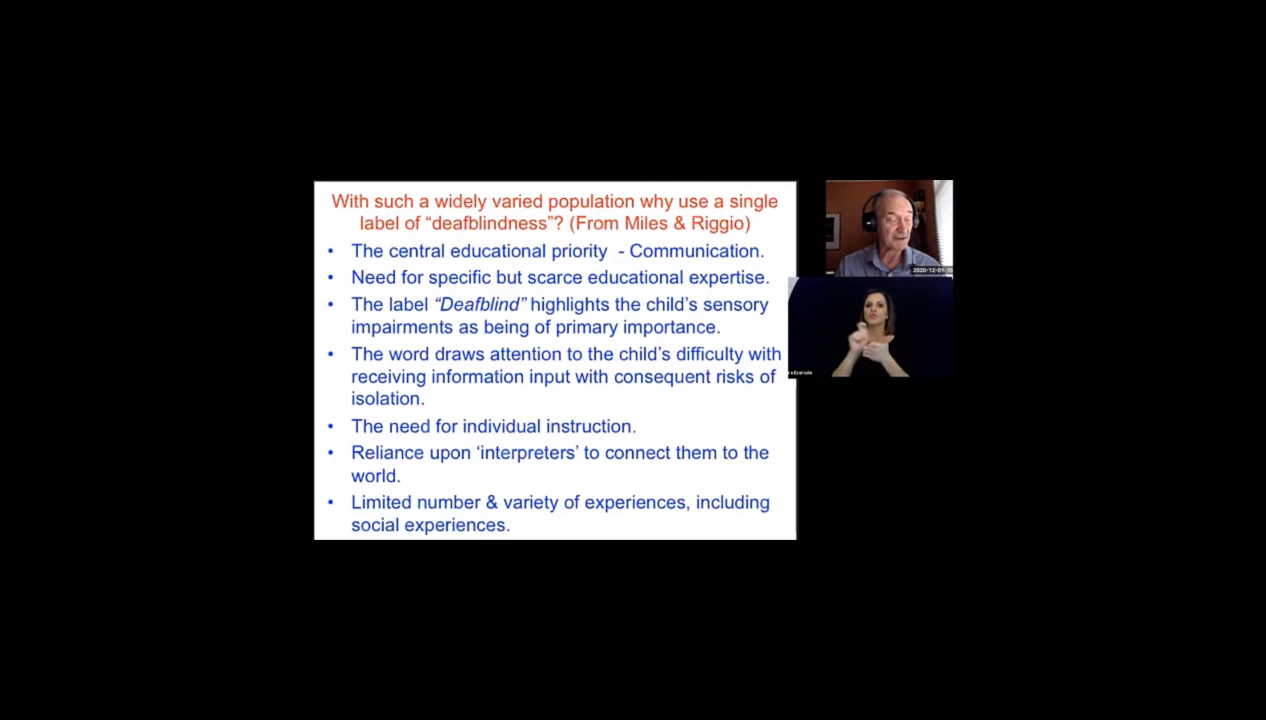 With such a widely varied population why use a single
label of “deafblindness”? (From Miles & Riggio)
• The central educational priority - Communication.
• Need for specific but scarce educational expertise.
• The label “Deafblind” highlights the child’s sensory
impairments as being of primary importance.
• The word draws attention to the child’s difficulty with
receiving information input with consequent risks of
isolation.
• The need for individual instruction.
• Reliance upon ‘interpreters’ to connect them to the
world.
• Limited number & variety of experiences, including
social experiences.